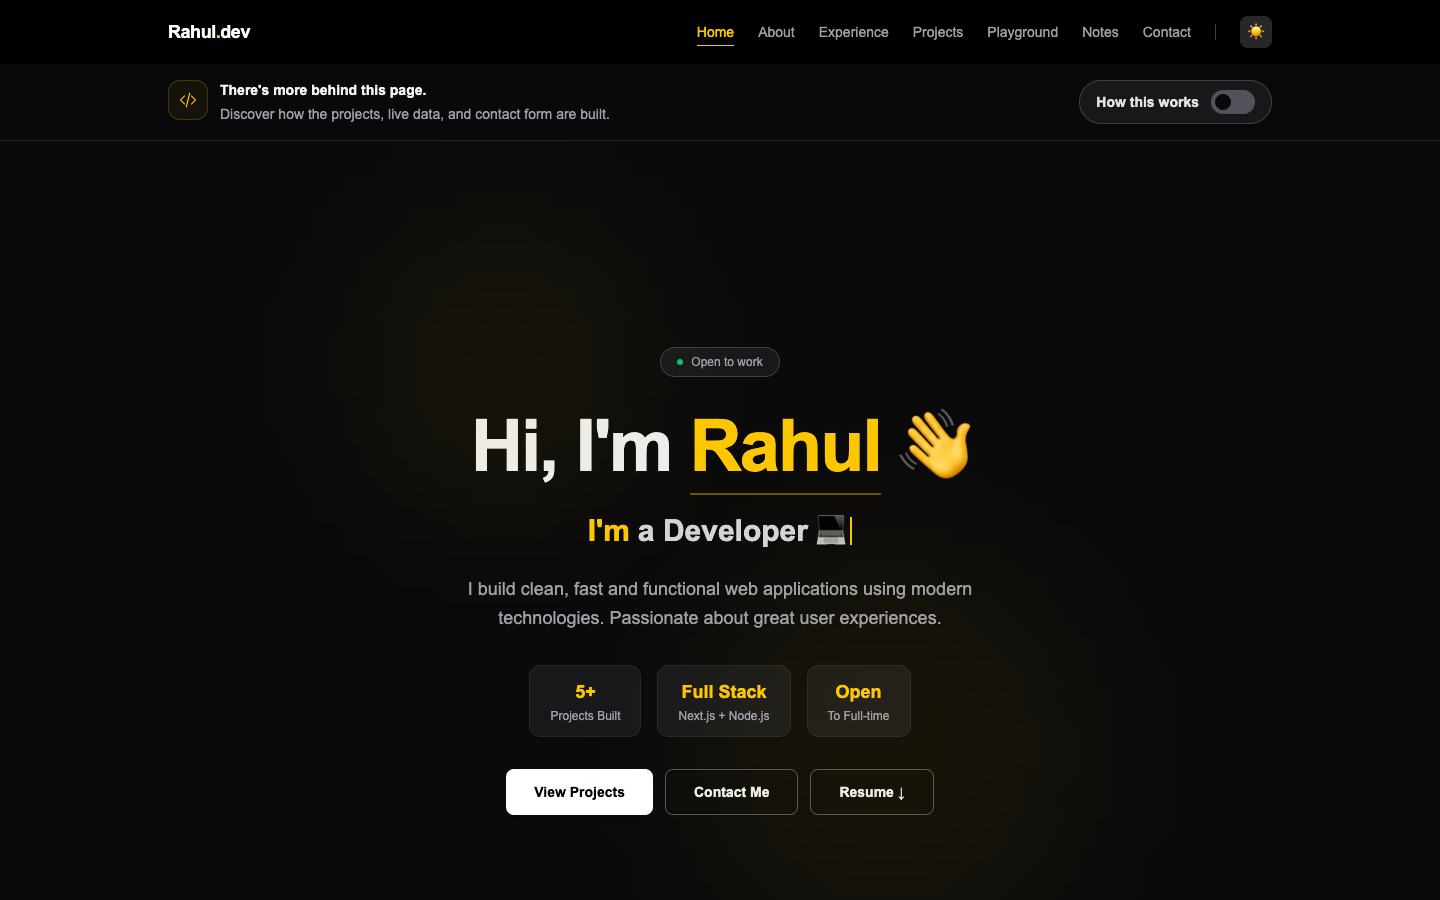 Rahul.dev
Home
About
Experience
Projects
Playground
Notes
Contact
There's more behind this page.
Discover how the projects, live data, and contact form are built.
How this works
Open to work
Hi, I'm Rahul 👋
I'm a Developer 💻|
I build clean, fast and functional web applications using modern
technologies. Passionate about great user experiences.
5+
Projects Built
Full Stack
Next.js + Node.js
Open
To Full-time
View Projects
Contact Me
Resume ↓